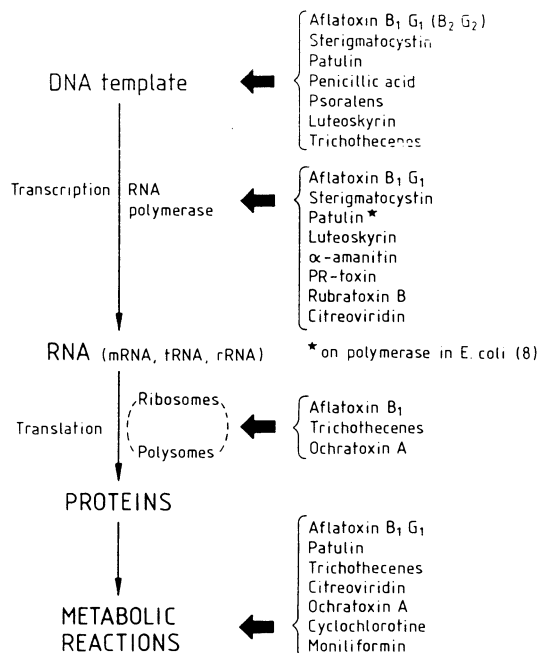 DNA template
Aflatoxin B₁ G₁ (B₂ G₂)
Sterigmatocystin
Patulin
Penicillic acid
Psoralens
Luteoskyrin
Trichothecenes
Transcription
RNA
polymerase
Aflatoxin B₁ G₁
Sterigmatocystin
Patulin ★
Luteoskyrin
α-amanitin
PR-toxin
Rubratoxin B
Citreoviridin
RNA (mRNA, tRNA, rRNA)
★ on polymerase in E. coli (8)
Translation
Ribosomes
Polysomes
Aflatoxin B₁
Trichothecenes
Ochratoxin A
PROTEINS
METABOLIC
REACTIONS
Aflatoxin B₁ G₁
Patulin
Trichothecenes
Citreoviridin
Ochratoxin A
Cyclochlorotine
Moniliformin